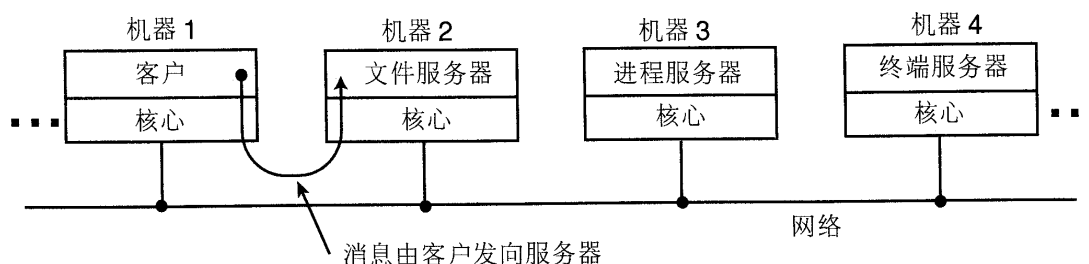 机器 1
机器 2
机器 3
机器 4
客户
文件服务器
进程服务器
终端服务器
核心
核心
核心
核心
网络
消息由客户发向服务器